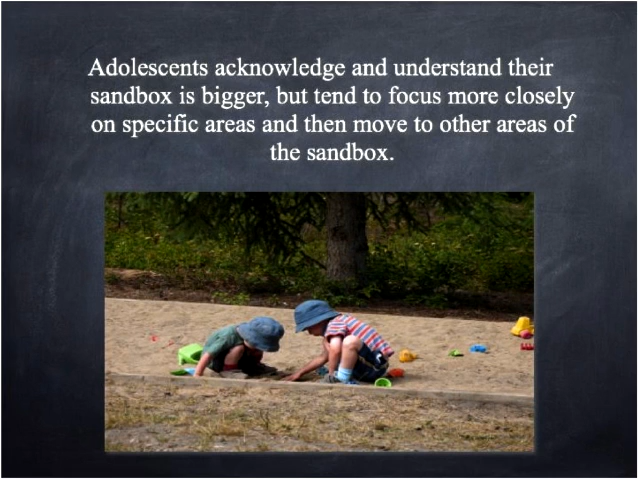 Adolescents acknowledge and understand their
sandbox is bigger, but tend to focus more closely
on specific areas and then move to other areas of
the sandbox.